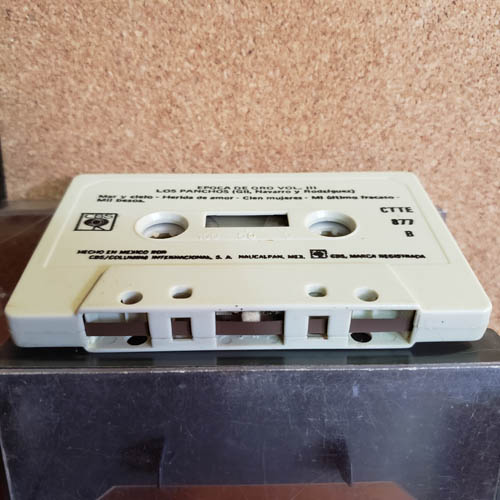 EPOCA DE ORO VOL. III
LOS PANCHOS (Gil, Navarro y Rodríguez)
Mar y cielo - Herida de amor - Cien mujeres - Mi último fracaso -
Mil besos.
CBS
CTTE
877
B
HECHO EN MEXICO POR
CBS/COLUMBIA INTERNACIONAL, S. A. NAUCALPAN, MEX. CBS, MARCA REGISTRADA